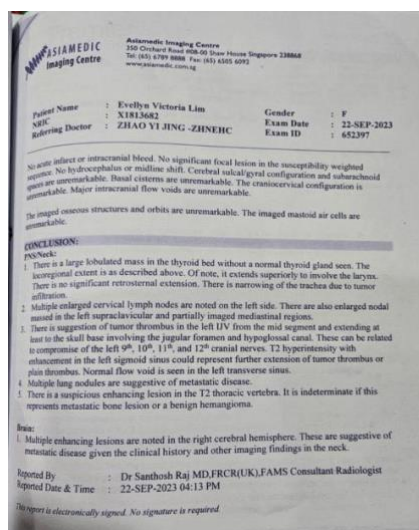 ASIAMEDIC
Imaging Centre
Asiamedic Imaging Centre
350 Orchard Road #08-00 Shaw House Singapore 238868
Tel: (65) 6789 8888 Fax: (65) 6505 6092
www.asiamedic.com.sg
Patient Name : Evellyn Victoria Lim
NRIC : X1813682
Referring Doctor : ZHAO YI JING -ZHNEHC
Gender : F
Exam Date : 22-SEP-2023
Exam ID : 652397
No acute infarct or intracranial bleed. No significant focal lesion in the susceptibility weighted
sequence. No hydrocephalus or midline shift. Cerebral sulcal/gyral configuration and subarachnoid
spaces are unremarkable. Basal cisterns are unremarkable. The craniocervical configuration is
unremarkable. Major intracranial flow voids are unremarkable.
The imaged osseous structures and orbits are unremarkable. The imaged mastoid air cells are
unremarkable.
CONCLUSION:
PNS/Neck:
1. There is a large lobulated mass in the thyroid bed without a normal thyroid gland seen. The
locoregional extent is as described above. Of note, it extends superiorly to involve the larynx.
There is no significant retrosternal extension. There is narrowing of the trachea due to tumor
infiltration.
2 Multiple enlarged cervical lymph nodes are noted on the left side. There are also enlarged nodal
massed in the left supraclavicular and partially imaged mediastinal regions.
3. There is suggestion of tumor thrombus in the left IJV from the mid segment and extending at
least to the skull base involving the jugular foramen and hypoglossal canal. These can be related
to compromise of the left 9th, 10th, 11th, and 12th cranial nerves. T2 hyperintensity with
enhancement in the left sigmoid sinus could represent further extension of tumor thrombus or
plain thrombus. Normal flow void is seen in the left transverse sinus.
4 Multiple lung nodules are suggestive of metastatic disease.
5 There is a suspicious enhancing lesion in the T2 thoracic vertebra. It is indeterminate if this
represents metastatic bone lesion or a benign hemangioma.
Brain:
1. Multiple enhancing lesions are noted in the right cerebral hemisphere. These are suggestive of
metastatic disease given the clinical history and other imaging findings in the neck.
Reported By : Dr Santhosh Raj MD,FRCR(UK),FAMS Consultant Radiologist
Reported Date & Time : 22-SEP-2023 04:13 PM
This report is electronically signed. No signature is required.